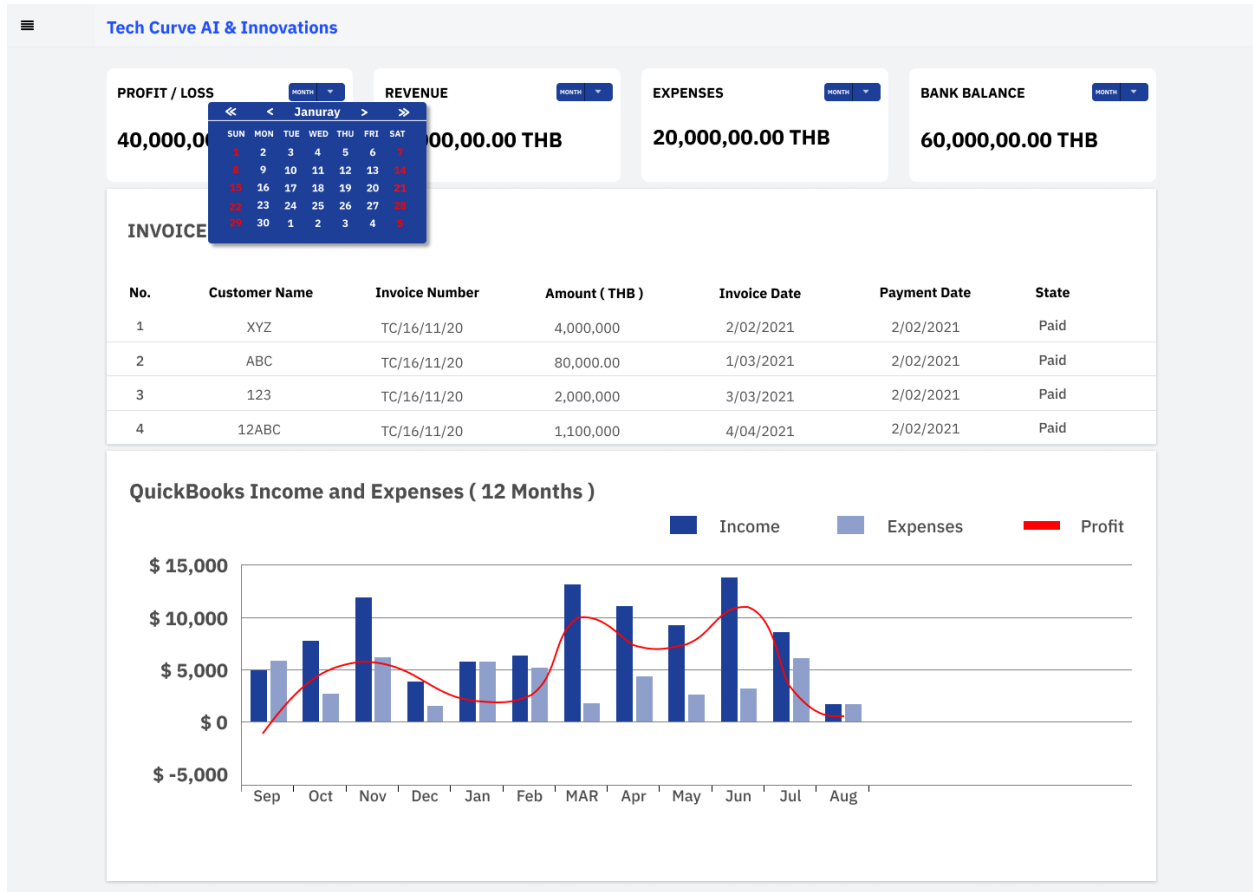 Tech Curve AI & Innovations
PROFIT / LOSS MONTH
REVENUE MONTH
EXPENSES MONTH
BANK BALANCE MONTH
40,000,0
00,00.00 THB
20,000,00.00 THB
60,000,00.00 THB
« < Januray > »
SUN MON TUE WED THU FRI SAT
1 2 3 4 5 6 7
8 9 10 11 12 13 14
15 16 17 18 19 20 21
22 23 24 25 26 27 28
29 30 1 2 3 4 5
INVOICE
No. Customer Name Invoice Number Amount ( THB ) Invoice Date Payment Date State
1 XYZ TC/16/11/20 4,000,000 2/02/2021 2/02/2021 Paid
2 ABC TC/16/11/20 80,000.00 1/03/2021 2/02/2021 Paid
3 123 TC/16/11/20 2,000,000 3/03/2021 2/02/2021 Paid
4 12ABC TC/16/11/20 1,100,000 4/04/2021 2/02/2021 Paid
QuickBooks Income and Expenses ( 12 Months )
Income Expenses Profit
$ 15,000
$ 10,000
$ 5,000
$ 0
$ -5,000
Sep Oct Nov Dec Jan Feb MAR Apr May Jun Jul Aug